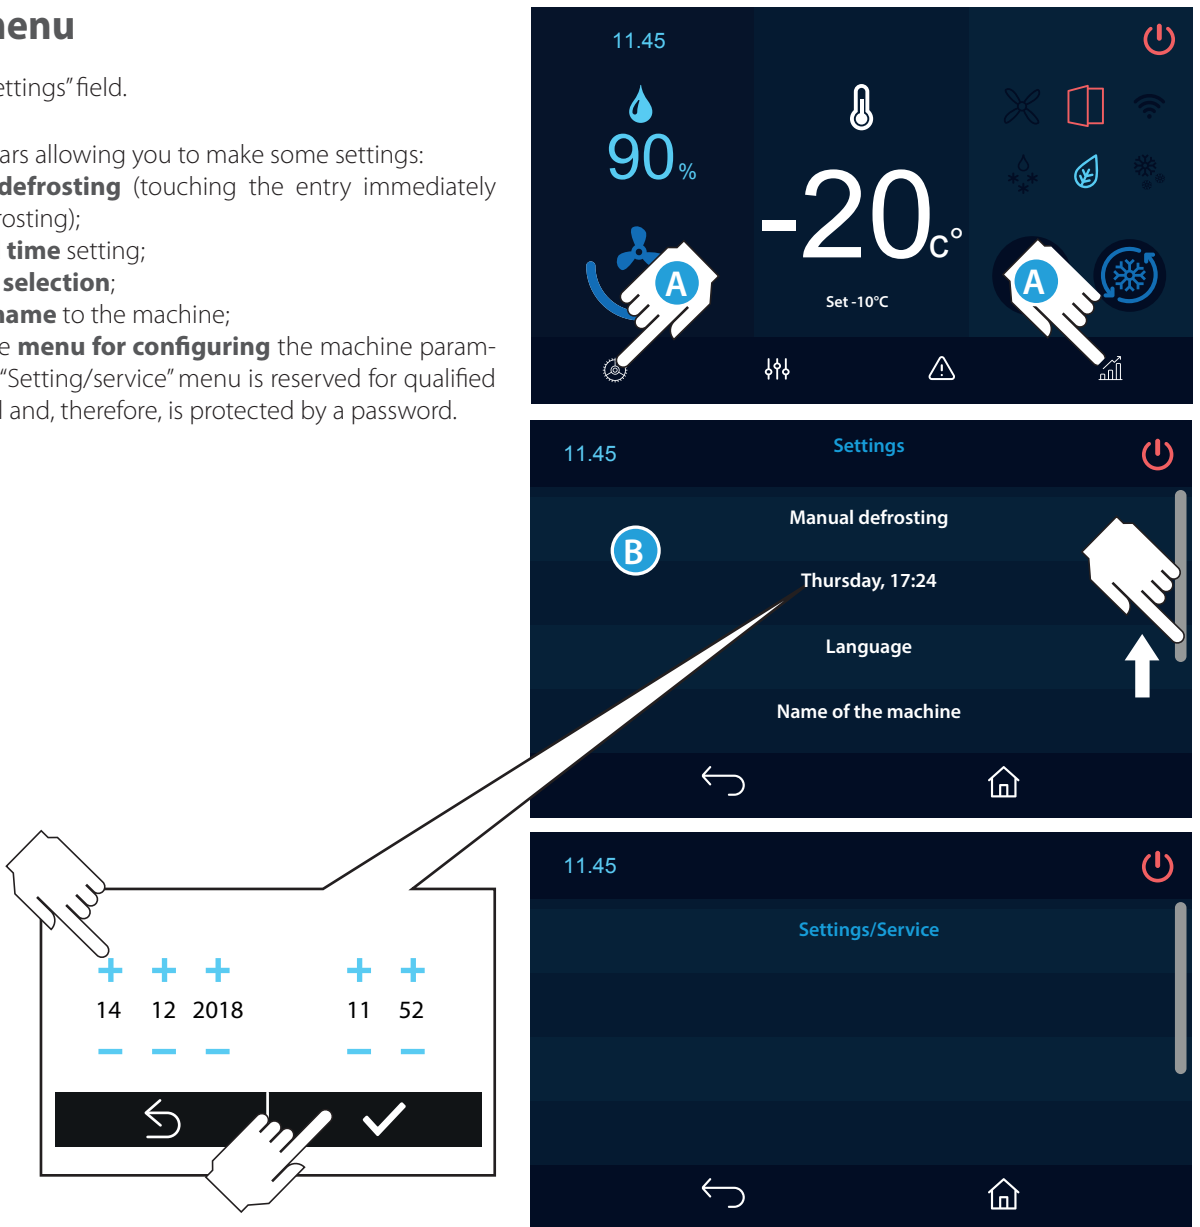 menu
ettings” field.
ars allowing you to make some settings:
defrosting (touching the entry immediately
rosting);
time setting;
selection;
name to the machine;
e menu for configuring the machine param-
“Setting/service” menu is reserved for qualified
l and, therefore, is protected by a password.
11.45
90%
-20c°
Set -10°C
A
A
11.45
Settings
Manual defrosting
B
Thursday, 17:24
Language
Name of the machine
14 12 2018 11 52
11.45
Settings/Service